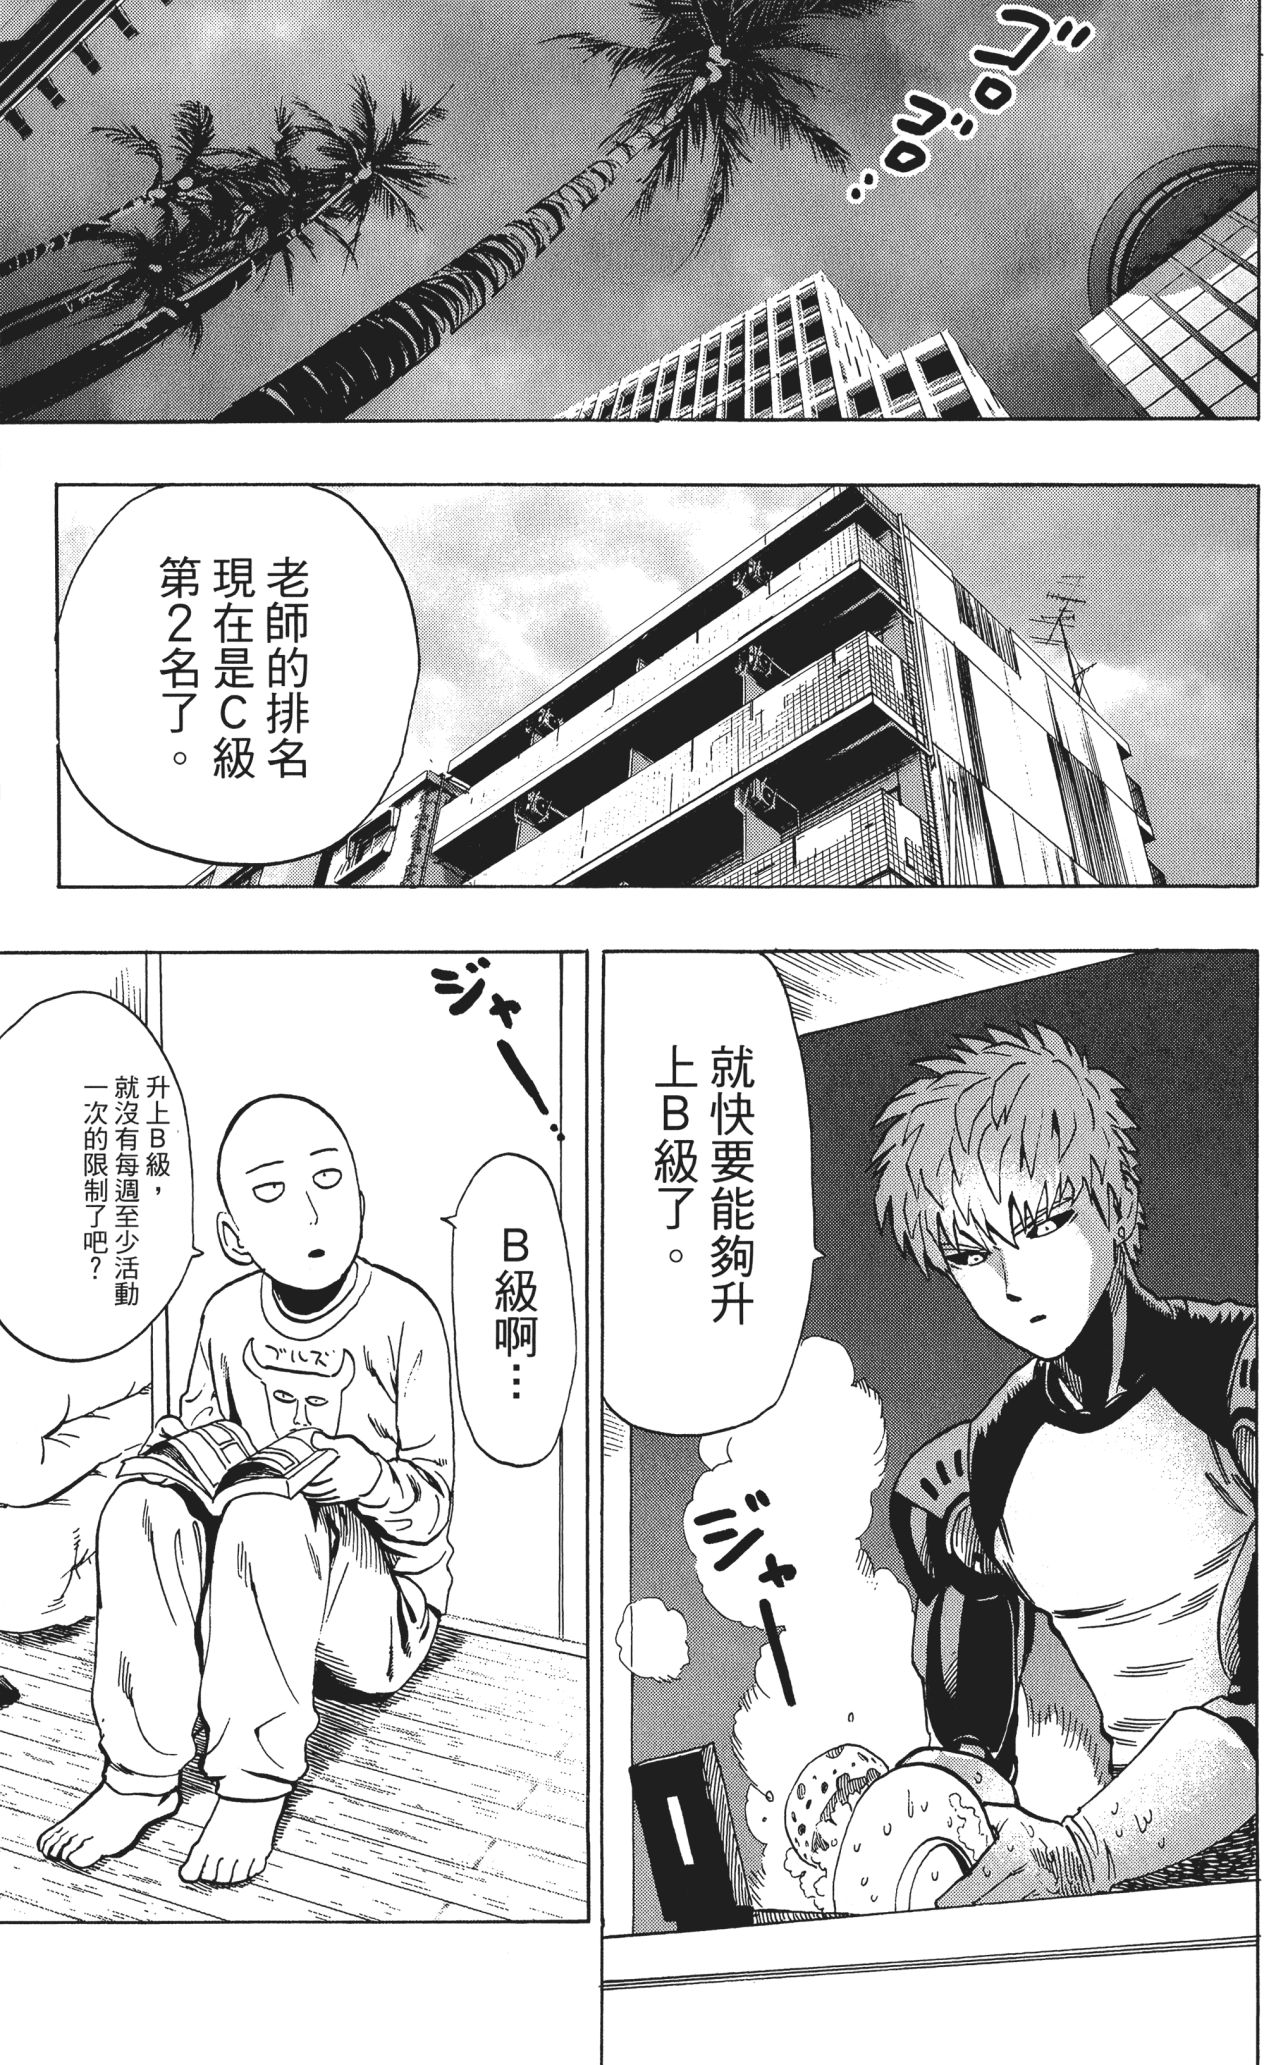 ゴロゴロ…
老師的排名
現在是C級
第2名了。
就快要能夠升
上B級了。
ジャー
ジャー…
B級啊…
ブルズ
升上B級，
就沒有每週至少活動
一次的限制了吧？